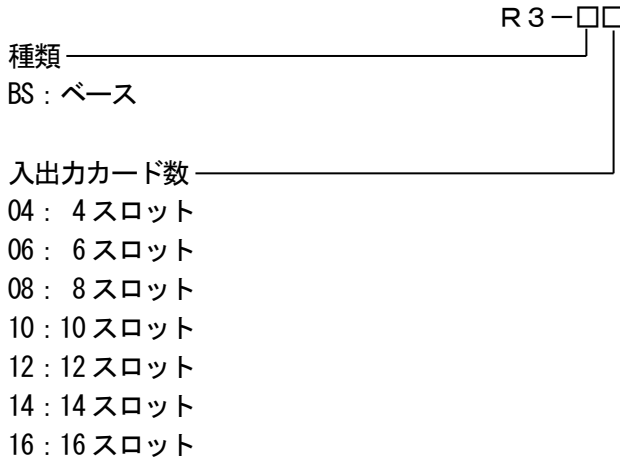 R3-□□
種類
BS:ベース
入出力カード数
04: 4スロット
06: 6スロット
08: 8スロット
10:10スロット
12:12スロット
14:14スロット
16:16スロット